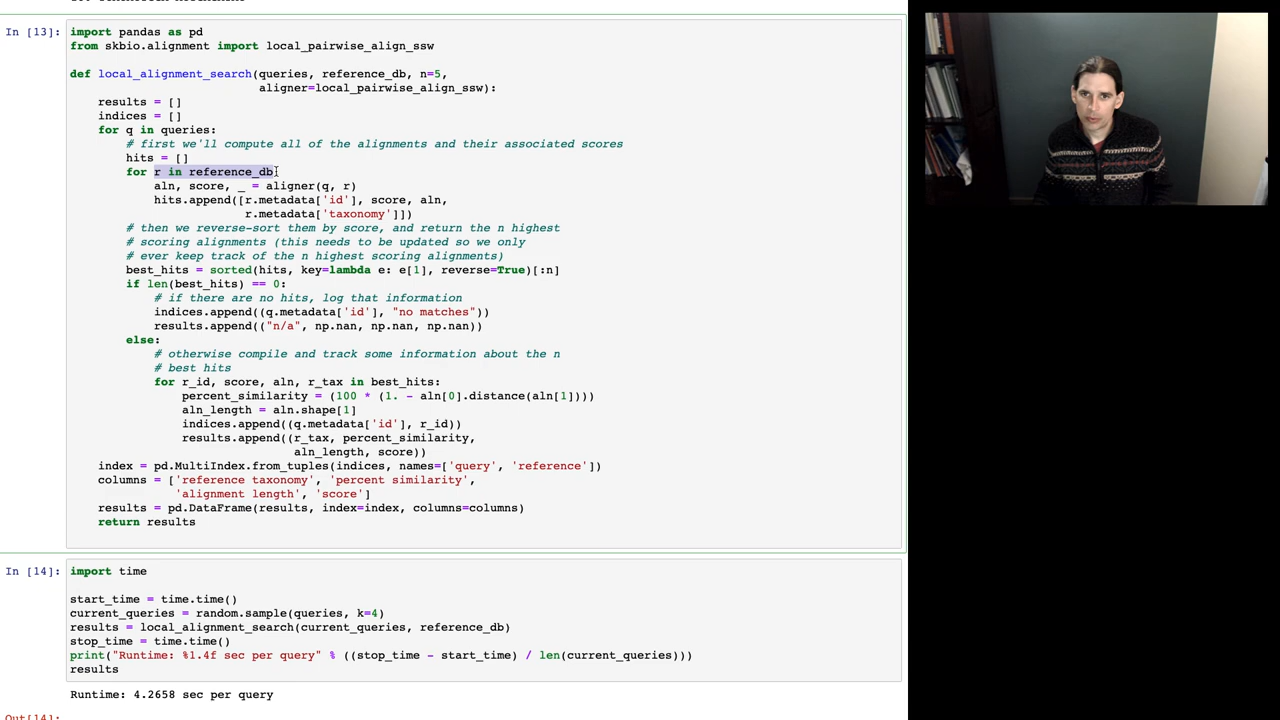 In [13]:
import pandas as pd
from skbio.alignment import local_pairwise_align_ssw
def local_alignment_search(queries, reference_db, n=5,
aligner=local_pairwise_align_ssw):
results = []
indices = []
for q in queries:
# first we'll compute all of the alignments and their associated scores
hits = []
for r in reference_db:
aln, score, _ = aligner(q, r)
hits.append([r.metadata['id'], score, aln,
r.metadata['taxonomy']])
# then we reverse-sort them by score, and return the n highest
# scoring alignments (this needs to be updated so we only
# ever keep track of the n highest scoring alignments)
best_hits = sorted(hits, key=lambda e: e[1], reverse=True)[:n]
if len(best_hits) == 0:
# if there are no hits, log that information
indices.append((q.metadata['id'], "no matches"))
results.append(("n/a", np.nan, np.nan, np.nan))
else:
# otherwise compile and track some information about the n
# best hits
for r_id, score, aln, r_tax in best_hits:
percent_similarity = (100 * (1. - aln[0].distance(aln[1])))
aln_length = aln.shape[1]
indices.append((q.metadata['id'], r_id))
results.append((r_tax, percent_similarity,
aln_length, score))
index = pd.MultiIndex.from_tuples(indices, names=['query', 'reference'])
columns = ['reference taxonomy', 'percent similarity',
'alignment length', 'score']
results = pd.DataFrame(results, index=index, columns=columns)
return results
In [14]:
import time
start_time = time.time()
current_queries = random.sample(queries, k=4)
results = local_alignment_search(current_queries, reference_db)
stop_time = time.time()
print("Runtime: %1.4f sec per query" % ((stop_time - start_time) / len(current_queries)))
results
Runtime: 4.2658 sec per query
Out[14]: